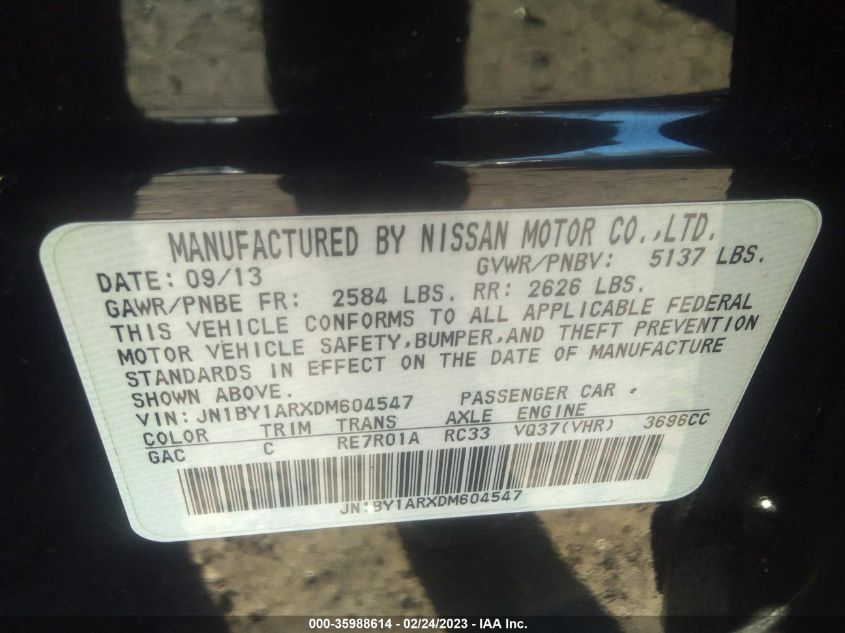 MANUFACTURED BY NISSAN MOTOR CO.,LTD.
DATE: 09/13 GVWR/PNBV: 5137 LBS.
GAWR/PNBE FR: 2584 LBS. RR: 2626 LBS.
THIS VEHICLE CONFORMS TO ALL APPLICABLE FEDERAL
MOTOR VEHICLE SAFETY,BUMPER,AND THEFT PREVENTION
STANDARDS IN EFFECT ON THE DATE OF MANUFACTURE
SHOWN ABOVE.
VIN: JN1BY1ARXDM604547 PASSENGER CAR .
COLOR TRIM TRANS AXLE ENGINE
GAC C RE7R01A RC33 VQ37(VHR) 3696CC
JN1BY1ARXDM604547
000-35988614 - 02/24/2023 - IAA Inc.